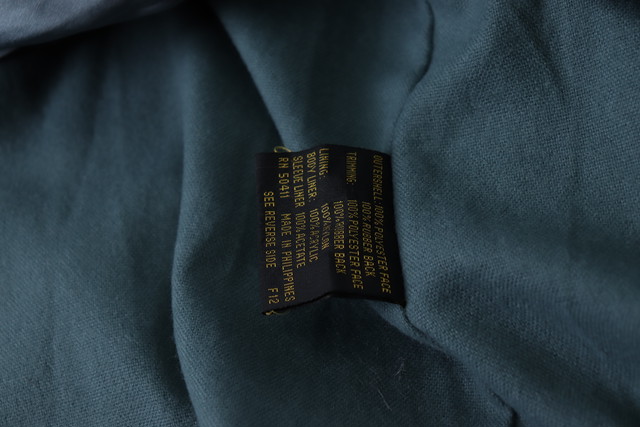 OUTERSHELL: 100% POLYESTER FACE
100% RUBBER BACK
TRIMMING: 100% POLYESTER FACE
100% RUBBER BACK
LINING: 100% NYLON
BODY LINER: 100% ACRYLIC
SLEEVE LINER 100% ACETATE
RN 50411 MADE IN PHILIPPINES
SEE REVERSE SIDE F12